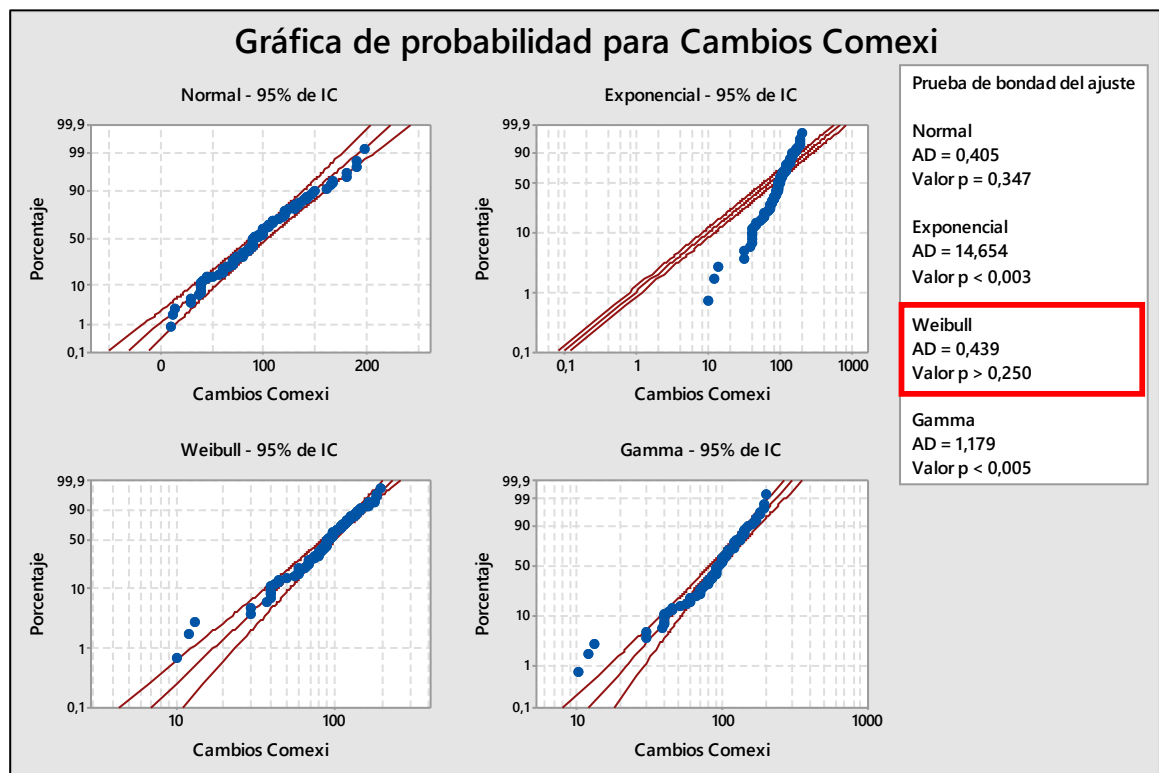 Gráfica de probabilidad para Cambios Comexi
Normal - 95% de IC
99,9
99
90
50
10
1
0,1
Porcentaje
0
100
200
Cambios Comexi
Exponencial - 95% de IC
99,9
90
50
10
1
0,1
Porcentaje
0,1
1
10
100
1000
Cambios Comexi
Weibull - 95% de IC
99,9
90
50
10
1
0,1
Porcentaje
10
100
Cambios Comexi
Gamma - 95% de IC
99,9
99
90
50
10
1
0,1
Porcentaje
10
100
1000
Cambios Comexi
Prueba de bondad del ajuste
Normal
AD = 0,405
Valor p = 0,347
Exponencial
AD = 14,654
Valor p < 0,003
Weibull
AD = 0,439
Valor p > 0,250
Gamma
AD = 1,179
Valor p < 0,005